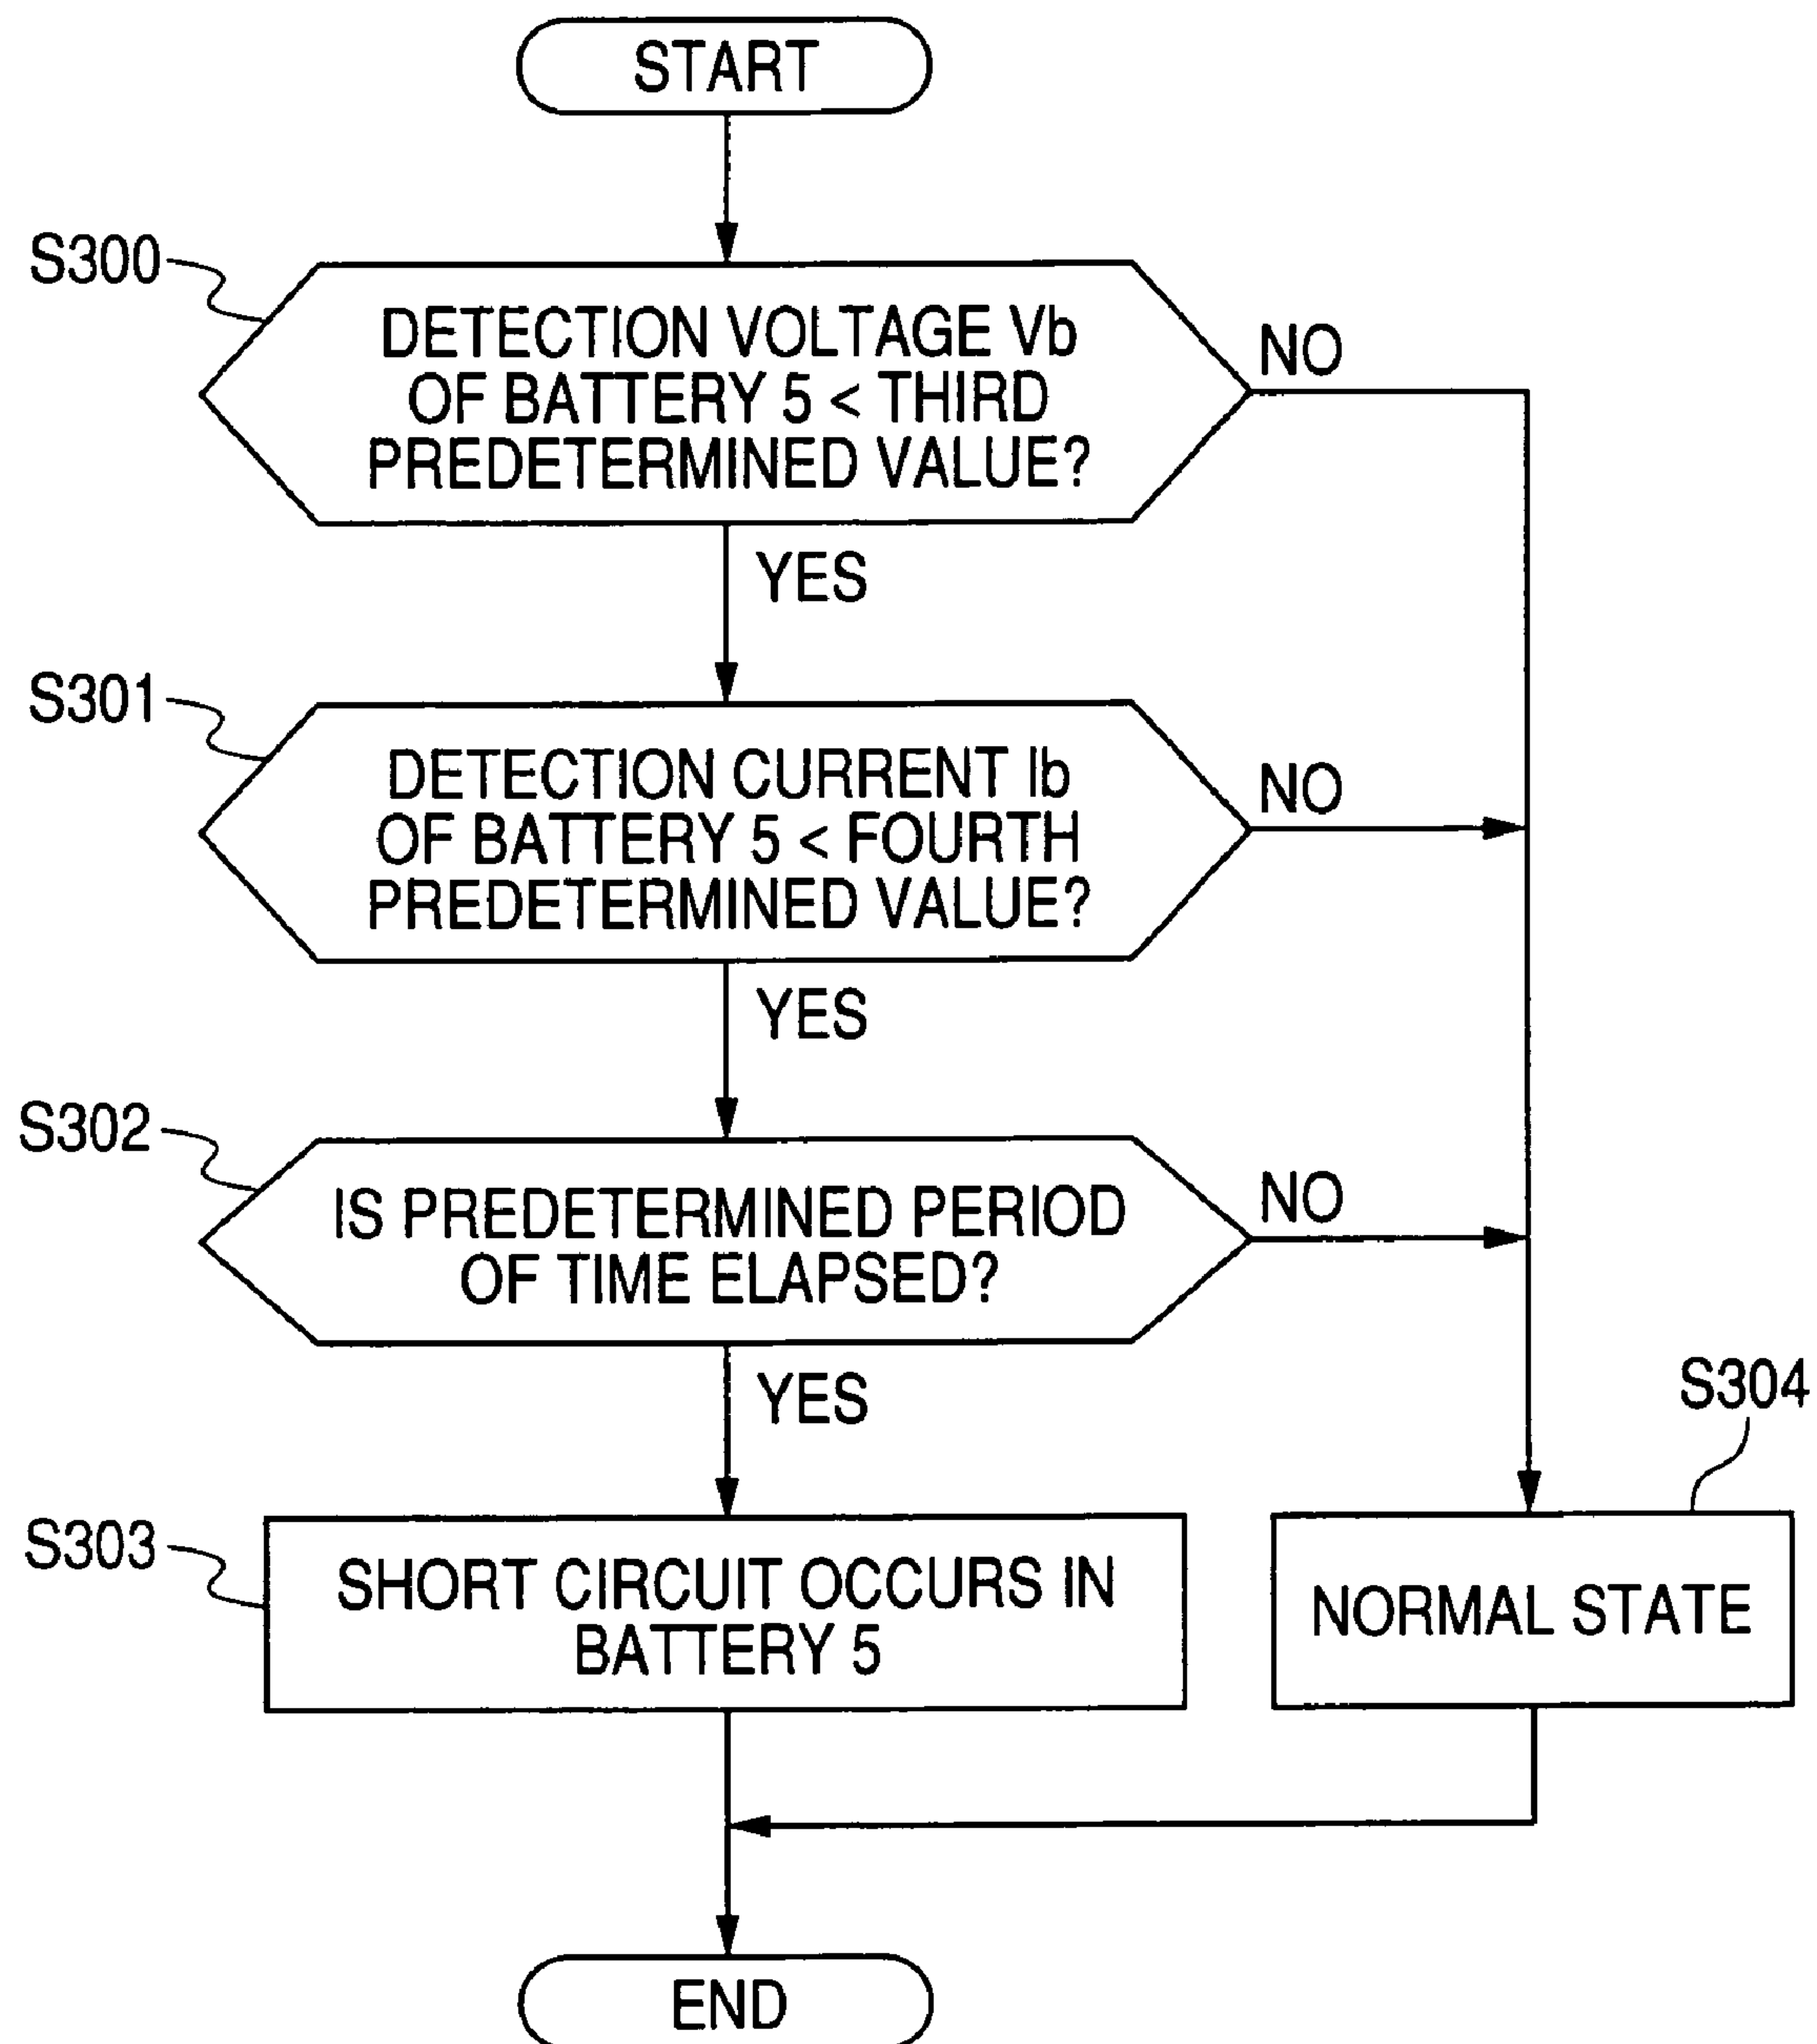 START
S300
DETECTION VOLTAGE Vb
OF BATTERY 5 < THIRD
PREDETERMINED VALUE?
NO
YES
S301
DETECTION CURRENT Ib
OF BATTERY 5 < FOURTH
PREDETERMINED VALUE?
NO
YES
S302
IS PREDETERMINED PERIOD
OF TIME ELAPSED?
NO
YES
S303
SHORT CIRCUIT OCCURS IN
BATTERY 5
S304
NORMAL STATE
END